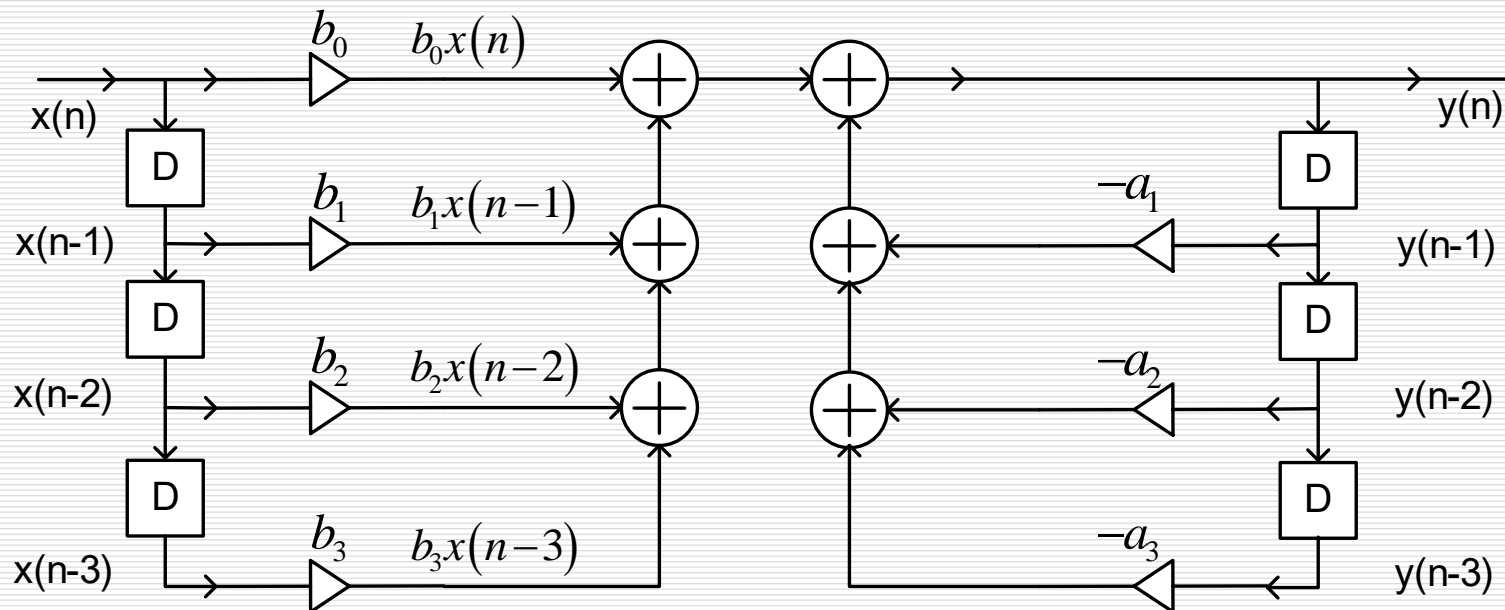 b₀ b₀x(n)
x(n) y(n)
D D
b₁ b₁x(n−1) −a₁
x(n-1) y(n-1)
D D
b₂ b₂x(n−2) −a₂
x(n-2) y(n-2)
D D
b₃ b₃x(n−3) −a₃
x(n-3) y(n-3)